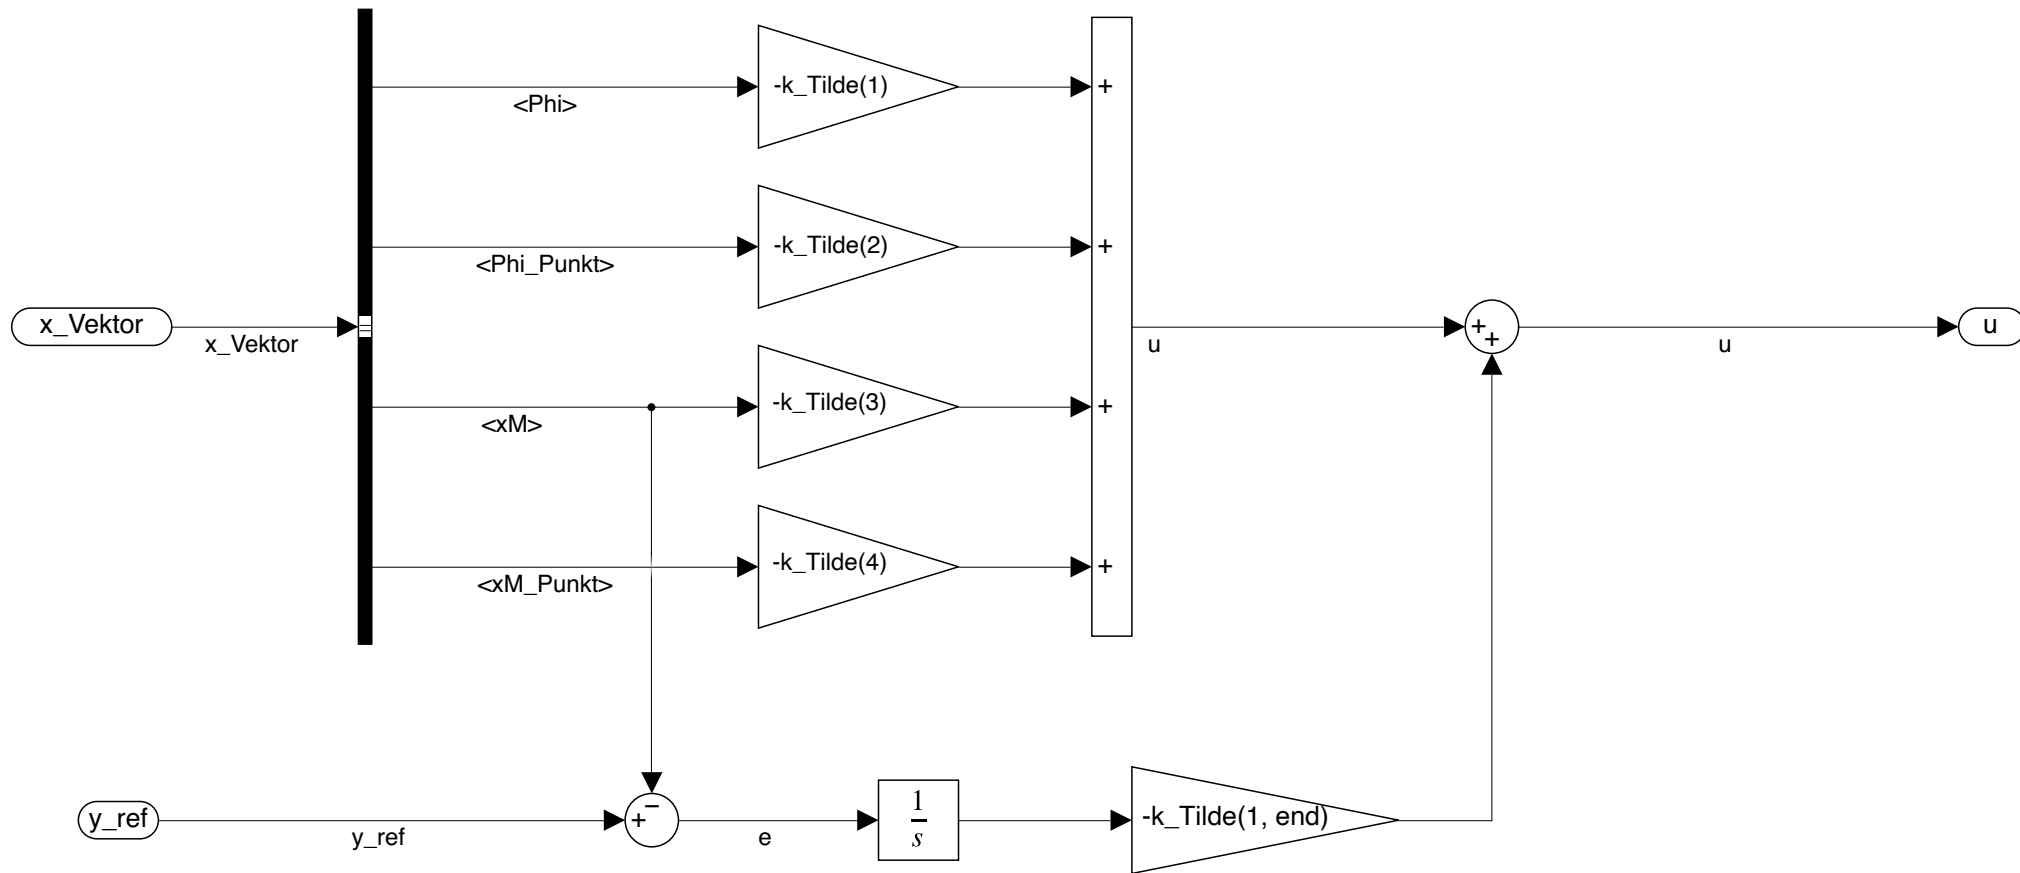 -k_Tilde(1)
+
<Phi>
-k_Tilde(2)
+
<Phi_Punkt>
x_Vektor
x_Vektor
u
+
+
u
u
-k_Tilde(3)
+
<xM>
-k_Tilde(4)
+
<xM_Punkt>
y_ref
y_ref
−
+
e
1
s
-k_Tilde(1, end)